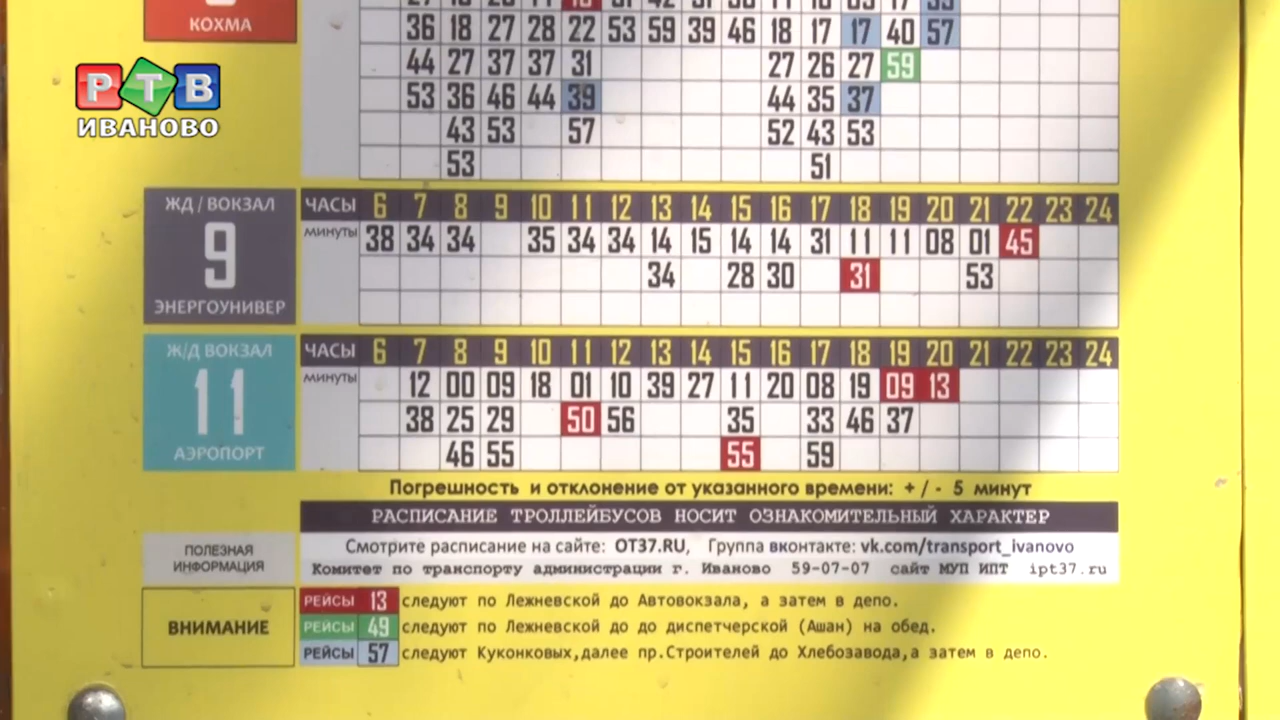 КОХМА
36 18 27 28 22 53 59 39 46 18 17 17 40 57
44 27 37 37 31 27 26 27 59
53 36 46 44 39 44 35 37
43 53 57 52 43 53
53 51
РТВ
ИВАНОВО
ЖД / ВОКЗАЛ
9
ЭНЕРГОУНИВЕР
ЧАСЫ 6 7 8 9 10 11 12 13 14 15 16 17 18 19 20 21 22 23 24
минуты 38 34 34 35 34 34 14 15 14 14 31 11 11 08 01 45
34 28 30 31 53
Ж/Д ВОКЗАЛ
11
АЭРОПОРТ
ЧАСЫ 6 7 8 9 10 11 12 13 14 15 16 17 18 19 20 21 22 23 24
минуты 12 00 09 18 01 10 39 27 11 20 08 19 09 13
38 25 29 50 56 35 33 46 37
46 55 55 59
Погрешность и отклонение от указанного времени: + / - 5 минут
РАСПИСАНИЕ ТРОЛЛЕЙБУСОВ НОСИТ ОЗНАКОМИТЕЛЬНЫЙ ХАРАКТЕР
ПОЛЕЗНАЯ
ИНФОРМАЦИЯ
Смотрите расписание на сайте: ОТ37.RU, Группа вконтакте: vk.com/transport_ivanovo
Комитет по транспорту администрации г. Иваново 59-07-07 сайт МУП ИПТ ipt37.ru
ВНИМАНИЕ
РЕЙСЫ 13 следуют по Лежневской до Автовокзала, а затем в депо.
РЕЙСЫ 49 следуют по Лежневской до до диспетчерской (Ашан) на обед.
РЕЙСЫ 57 следуют Куконковых,далее пр.Строителей до Хлебозавода,а затем в депо.